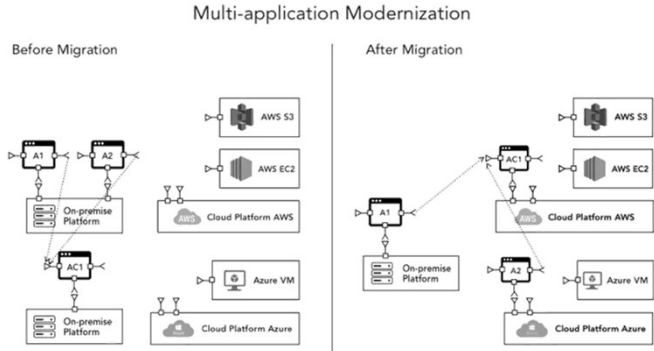 Multi-application Modernization
Before Migration
AWS S3
A1
A2
AWS EC2
On-premise
Platform
AWS
Cloud Platform AWS
AC1
Azure VM
On-premise
Platform
Cloud Platform Azure
After Migration
AWS S3
AC1
AWS EC2
A1
AWS
Cloud Platform AWS
On-premise
Platform
A2
Azure VM
Cloud Platform Azure